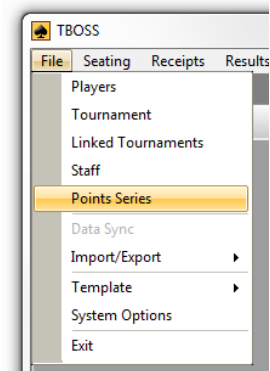 TBOSS
File Seating Receipts Results
Players
Tournament
Linked Tournaments
Staff
Points Series
Data Sync
Import/Export
Template
System Options
Exit